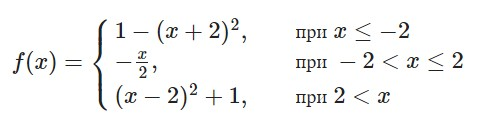 f(x) = { 1 − (x + 2)², при x ≤ −2
−x/2, при − 2 < x ≤ 2
(x − 2)² + 1, при 2 < x